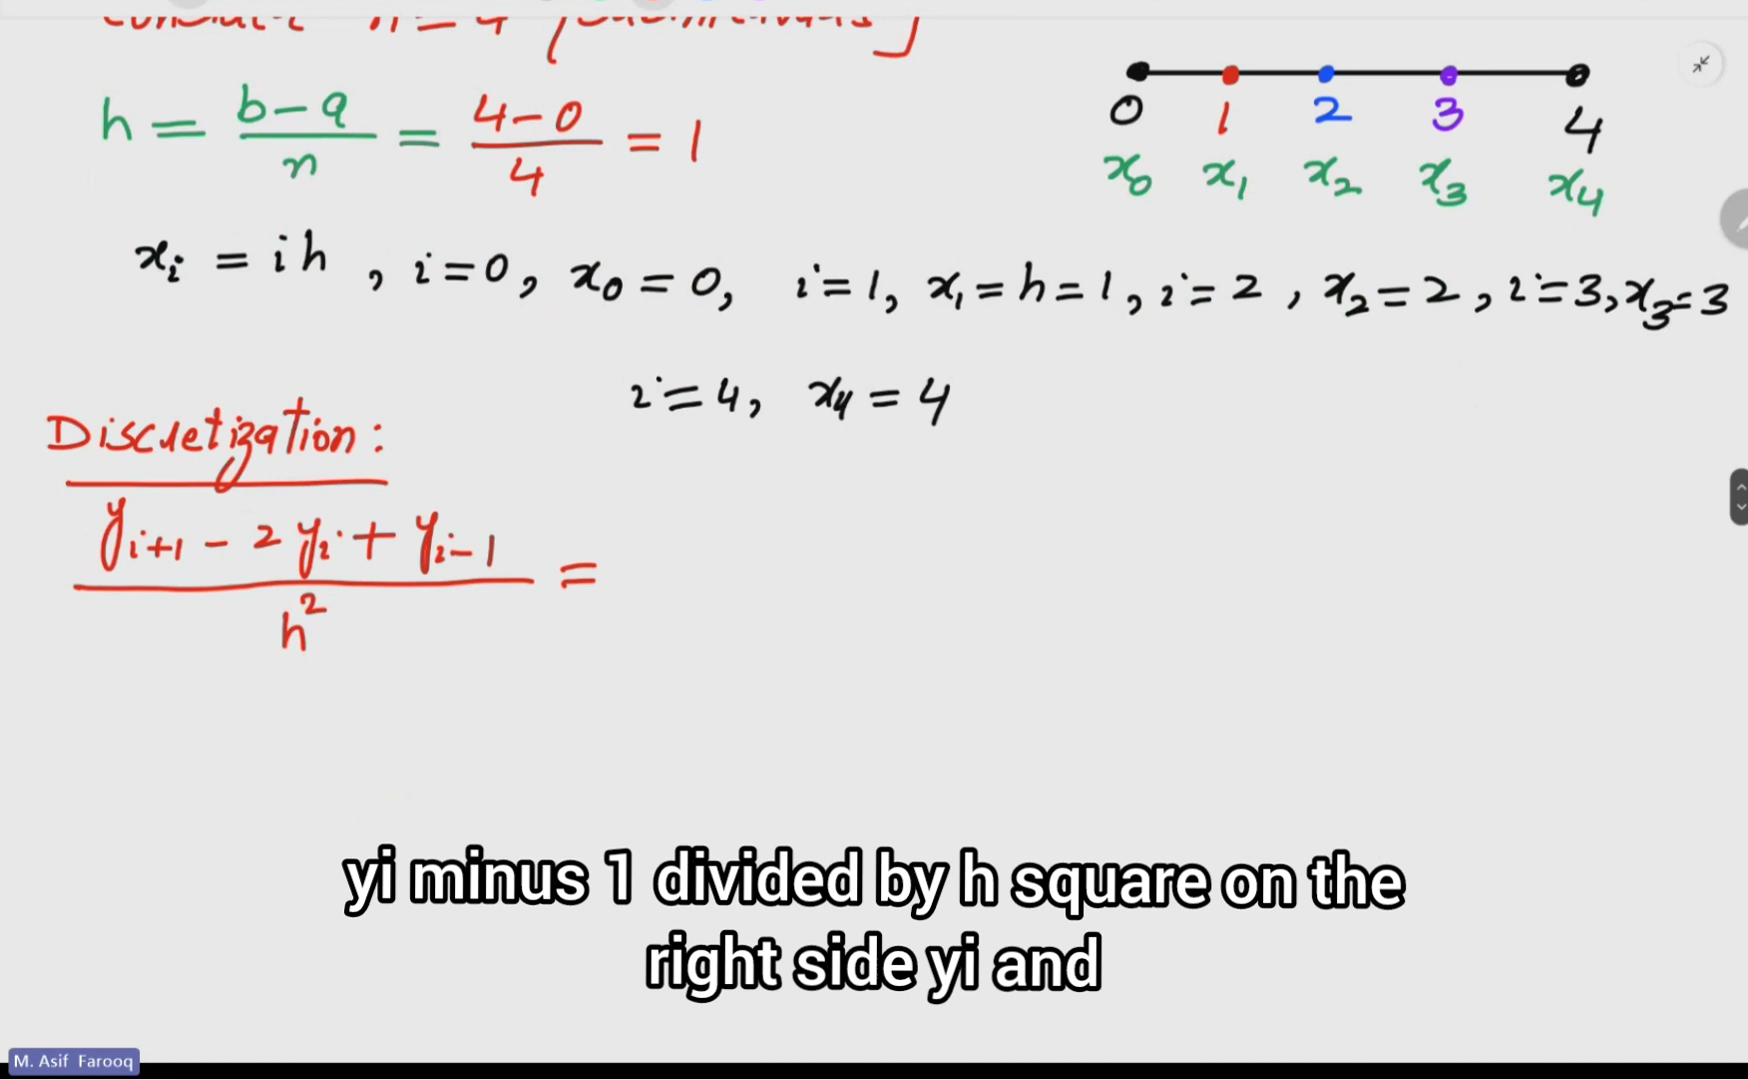 n = 4
h = b-a/n = 4-0/4 = 1
0 1 2 3 4
x₀ x₁ x₂ x₃ x₄
xᵢ = ih , i=0, x₀=0, i=1, x₁=h=1, i=2, x₂=2, i=3, x₃=3
i=4, x₄=4
Discretization:
yᵢ₊₁ - 2yᵢ + yᵢ₋₁ / h² =
yi minus 1 divided by h square on the
right side yi and
M. Asif Farooq